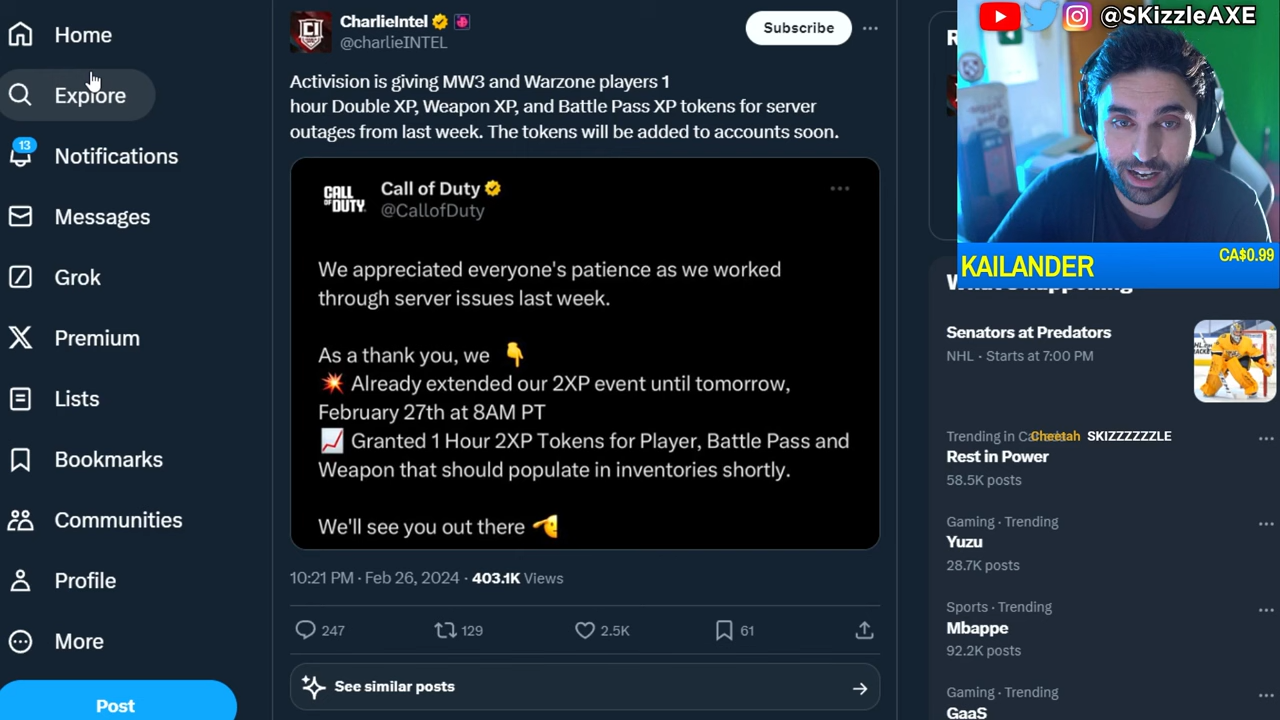 Home
Explore
13
Notifications
Messages
Grok
Premium
Lists
Bookmarks
Communities
Profile
More
Post
CharlieIntel
@charlieINTEL
Subscribe
Activision is giving MW3 and Warzone players 1
hour Double XP, Weapon XP, and Battle Pass XP tokens for server
outages from last week. The tokens will be added to accounts soon.
CALL OF DUTY
Call of Duty
@CallofDuty
We appreciated everyone's patience as we worked
through server issues last week.
As a thank you, we 👇
💥 Already extended our 2XP event until tomorrow,
February 27th at 8AM PT
📈 Granted 1 Hour 2XP Tokens for Player, Battle Pass and
Weapon that should populate in inventories shortly.
We'll see you out there
10:21 PM · Feb 26, 2024 · 403.1K Views
247 129 2.5K 61
See similar posts
@SKizzleAXE
KAILANDER
CA$0.99
What's happening
Senators at Predators
NHL · Starts at 7:00 PM
Trending in
Cheetah SKIZZZZZZLE
Rest in Power
58.5K posts
Gaming · Trending
Yuzu
28.7K posts
Sports · Trending
Mbappe
92.2K posts
Gaming · Trending
GaaS